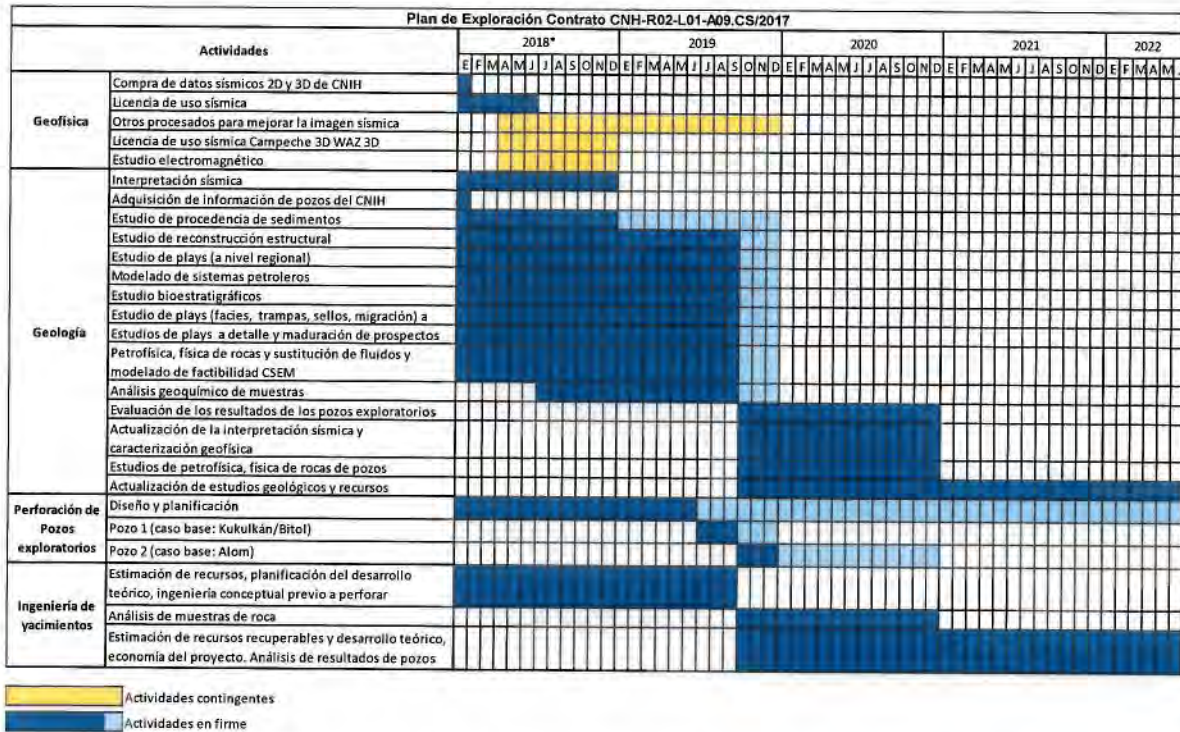 Plan de Exploración Contrato CNH-R02-L01-A09.CS/2017
Actividades
2018* 2019 2020 2021 2022
E F M A M J J A S O N D E F M A M J J A S O N D E F M A M J J A S O N D E F M A M J J A S O N D E F M A M J
Geofísica
Compra de datos sísmicos 2D y 3D de CNIH
Licencia de uso sísmica
Otros procesados para mejorar la imagen sísmica
Licencia de uso sísmica Campeche 3D WAZ 3D
Estudio electromagnético
Geología
Interpretación sísmica
Adquisición de información de pozos del CNIH
Estudio de procedencia de sedimentos
Estudio de reconstrucción estructural
Estudio de plays (a nivel regional)
Modelado de sistemas petroleros
Estudio bioestratigráficos
Estudio de plays (facies, trampas, sellos, migración) a
Estudios de plays a detalle y maduración de prospectos
Petrofísica, física de rocas y sustitución de fluidos y
modelado de factibilidad CSEM
Análisis geoquímico de muestras
Evaluación de los resultados de los pozos exploratorios
Actualización de la interpretación sísmica y
caracterización geofísica
Estudios de petrofísica, física de rocas de pozos
Actualización de estudios geológicos y recursos
Perforación de
Pozos
exploratorios
Diseño y planificación
Pozo 1 (caso base: Kukulkán/Bitol)
Pozo 2 (caso base: Alom)
Ingeniería de
yacimientos
Estimación de recursos, planificación del desarrollo
teórico, ingeniería conceptual previo a perforar
Análisis de muestras de roca
Estimación de recursos recuperables y desarrollo teórico,
economía del proyecto. Análisis de resultados de pozos
Actividades contingentes
Actividades en firme